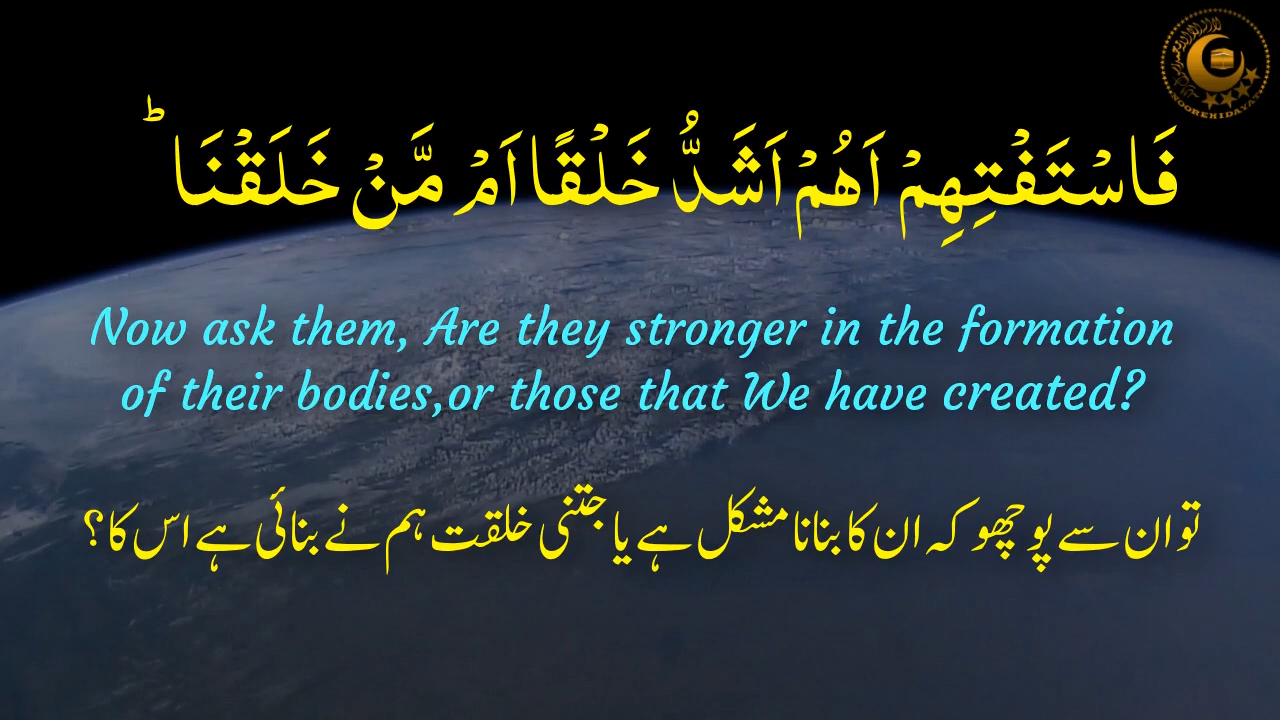 فَاسۡتَفۡتِهِمۡ اَهُمۡ اَشَدُّ خَلۡقًا اَمۡ مَّنۡ خَلَقۡنَا ؕ
Now ask them, Are they stronger in the formation
of their bodies,or those that We have created?
تو ان سے پوچھو کہ ان کا بنانا مشکل ہے یا جتنی خلقت ہم نے بنائی ہے اس کا؟
NOOREHIDAYAT